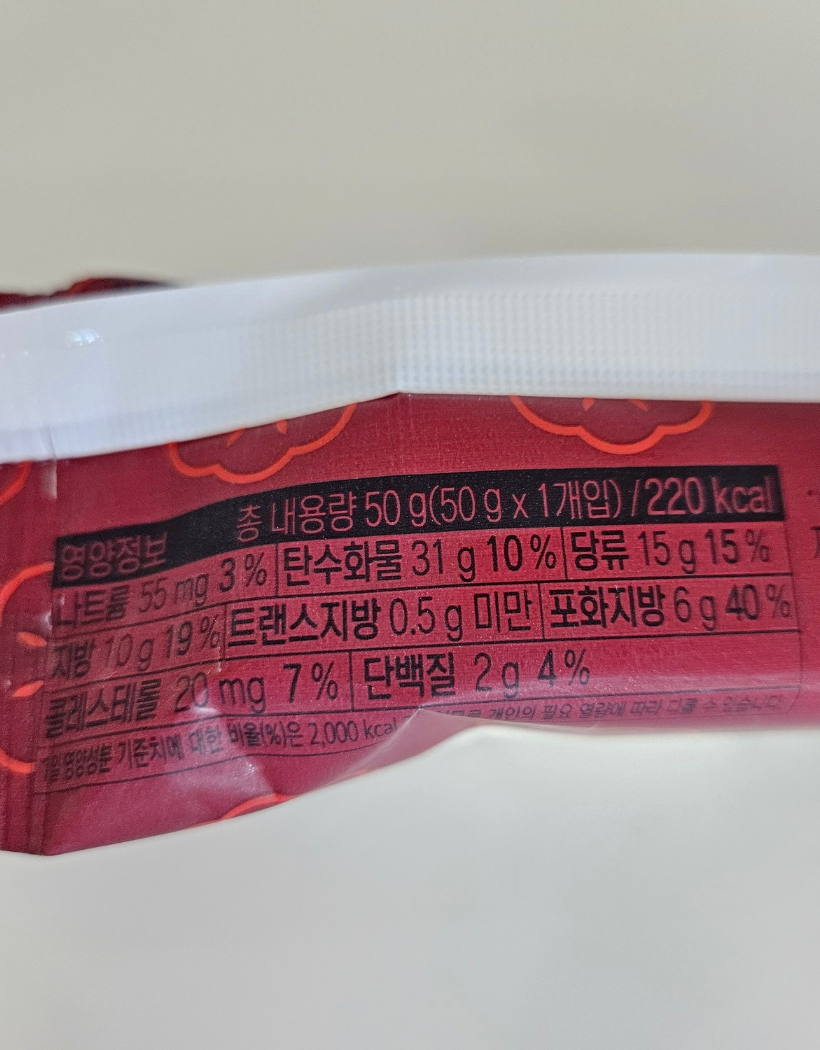 영양정보 총 내용량 50 g(50 g x 1개입) / 220 kcal
나트륨 55 mg 3 % 탄수화물 31 g 10 % 당류 15 g 15 %
지방 10 g 19 % 트랜스지방 0.5 g 미만 포화지방 6 g 40 %
콜레스테롤 20 mg 7 % 단백질 2 g 4 %
1일 영양성분 기준치에 대한 비율(%)은 2,000 kcal 개인의 필요 열량에 따라 다를 수 있습니다.